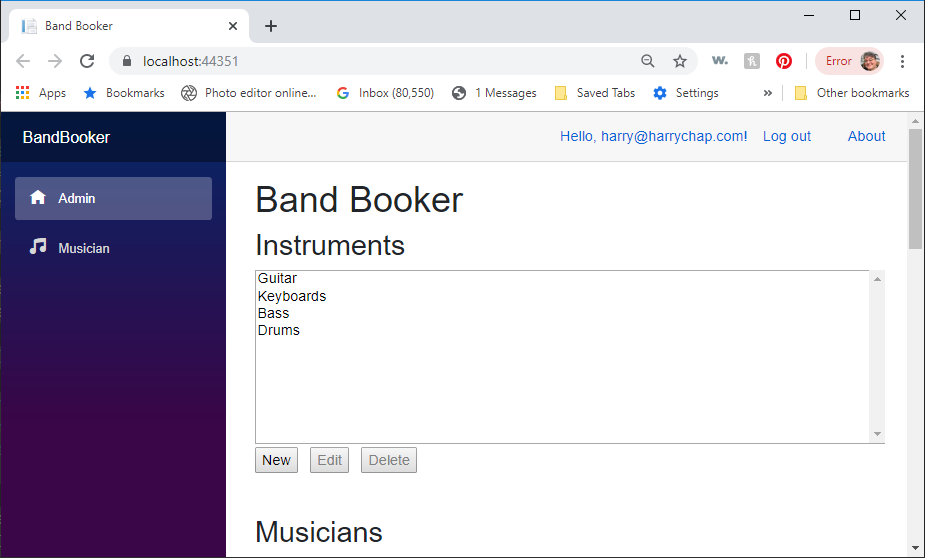 Band Booker
localhost:44351
w.
Error
Apps
Bookmarks
Photo editor online...
Inbox (80,550)
1 Messages
Saved Tabs
Settings
»
Other bookmarks
BandBooker
Hello, harry@harrychap.com!
Log out
About
Admin
Musician
Band Booker
Instruments
Guitar
Keyboards
Bass
Drums
New
Edit
Delete
Musicians